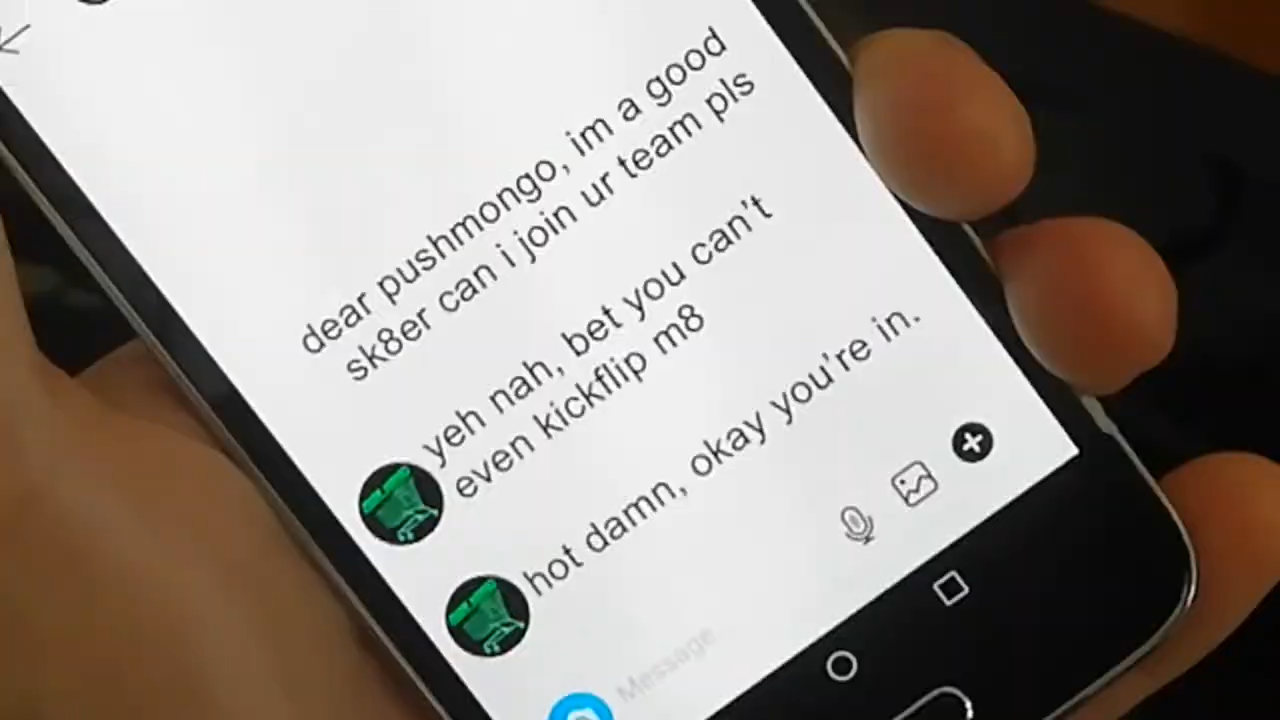 dear pushmongo, im a good
sk8er can i join ur team pls
yeh nah, bet you can't
even kickflip m8
hot damn, okay you're in.
Message